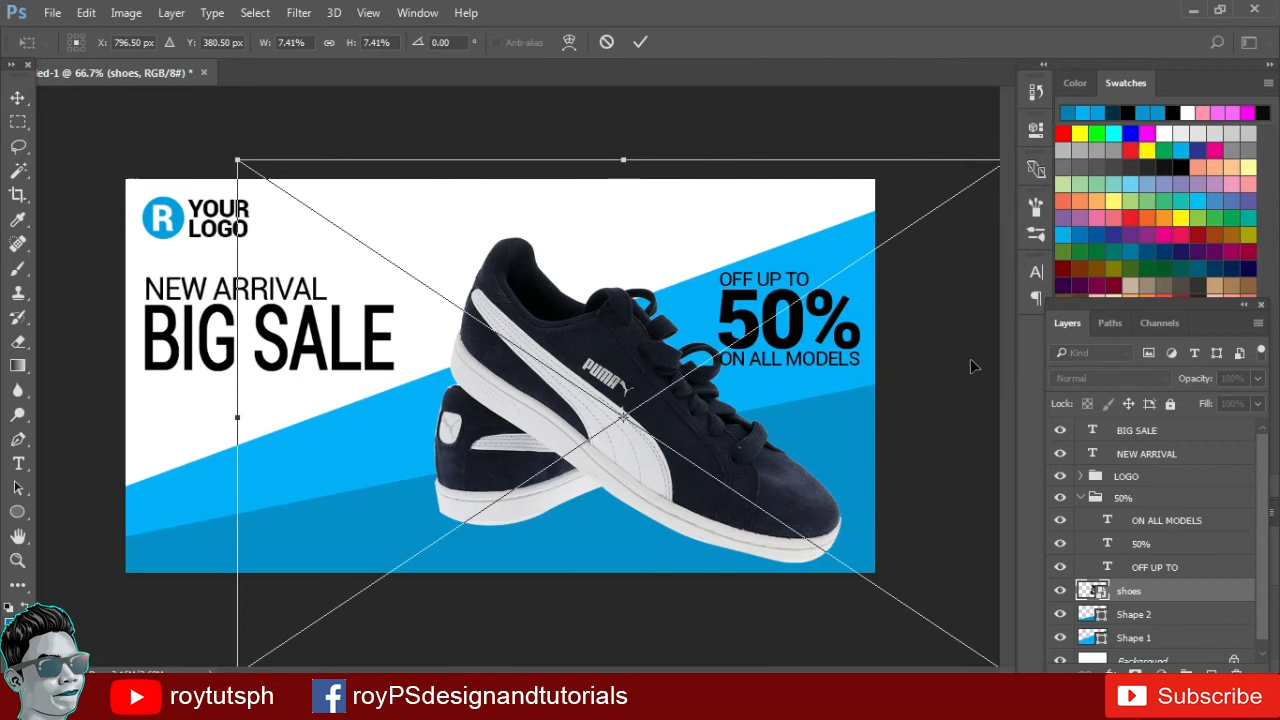 Ps File Edit Image Layer Type Select Filter 3D View Window Help
X: 796.50 px Y: 380.50 px W: 7.41% H: 7.41% 0.00 ° Anti-alias
ed-1 @ 66.7% (shoes, RGB/8#) *
Color Swatches
R YOUR LOGO
NEW ARRIVAL
BIG SALE
OFF UP TO
50%
ON ALL MODELS
PUMA
Layers Paths Channels
Kind
Normal Opacity: 100%
Lock: Fill: 100%
BIG SALE
NEW ARRIVAL
LOGO
50%
ON ALL MODELS
50%
OFF UP TO
shoes
Shape 2
Shape 1
Background
roytutsph
royPSdesignandtutorials
Subscribe